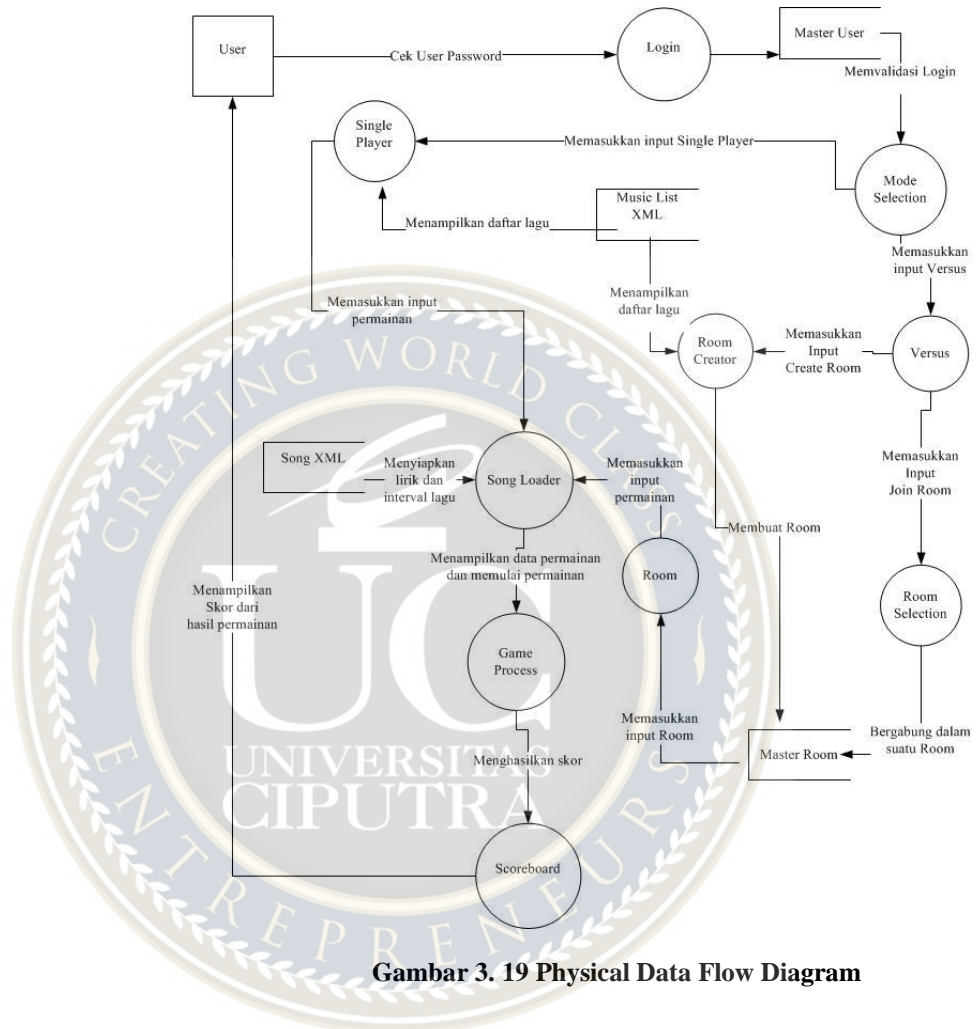 User
Cek User Password
Login
Master User
Memvalidasi Login
Single
Player
Memasukkan input Single Player
Mode
Selection
Music List
XML
Menampilkan daftar lagu
Memasukkan
input Versus
Menampilkan
daftar lagu
Memasukkan input
permainan
Room
Creator
Memasukkan
Input
Create Room
Versus
Song XML
Menyiapkan
lirik dan
interval lagu
Song Loader
Memasukkan
input
permainan
Memasukkan
Input
Join Room
Membuat Room
Menampilkan data permainan
dan memulai permainan
Room
Room
Selection
Menampilkan
Skor dari
hasil permainan
Game
Process
Memasukkan
input Room
Master Room
Bergabung dalam
suatu Room
Menghasilkan skor
Scoreboard
CREATING WORLD CLASS
UC
UNIVERSITAS
CIPUTRA
ENTREPRENEURS
Gambar 3. 19 Physical Data Flow Diagram